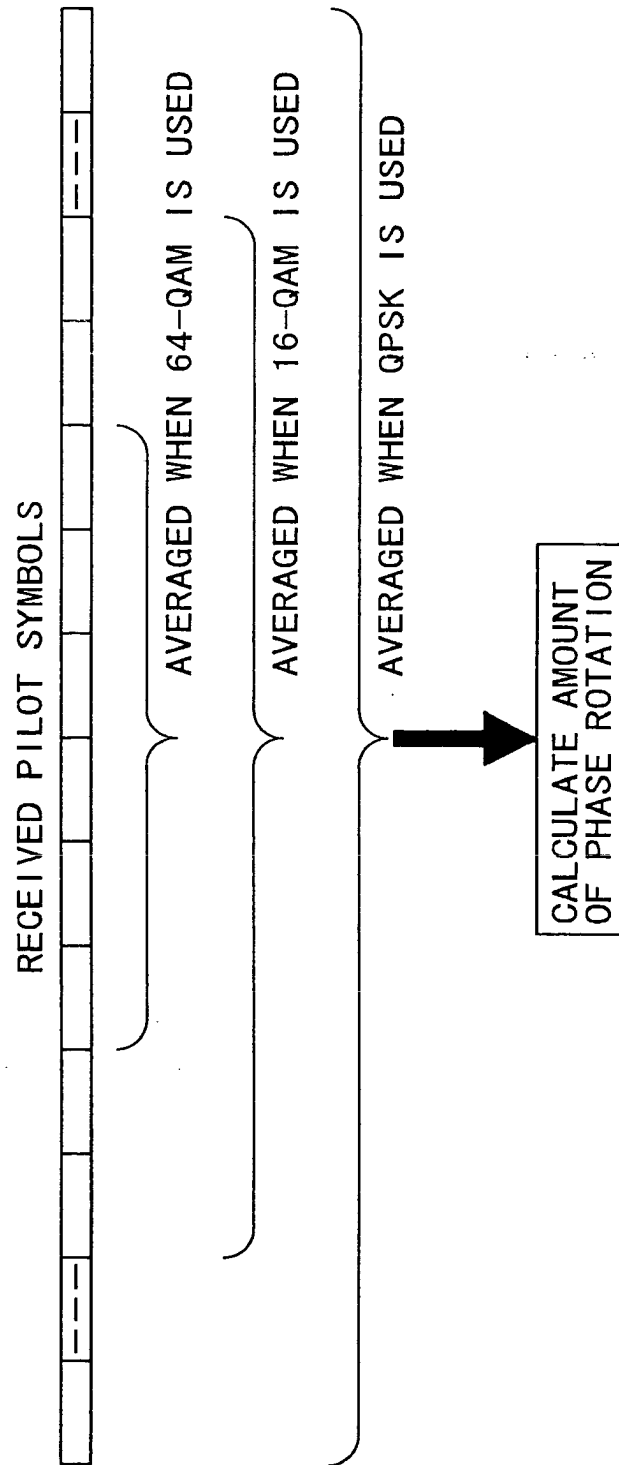 RECEIVED PILOT SYMBOLS
AVERAGED WHEN 64-QAM IS USED
AVERAGED WHEN 16-QAM IS USED
AVERAGED WHEN QPSK IS USED
CALCULATE AMOUNT
OF PHASE ROTATION